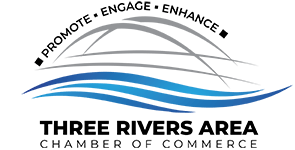 ▪ PROMOTE ▪ ENGAGE ▪ ENHANCE ▪
THREE RIVERS AREA
CHAMBER OF COMMERCE